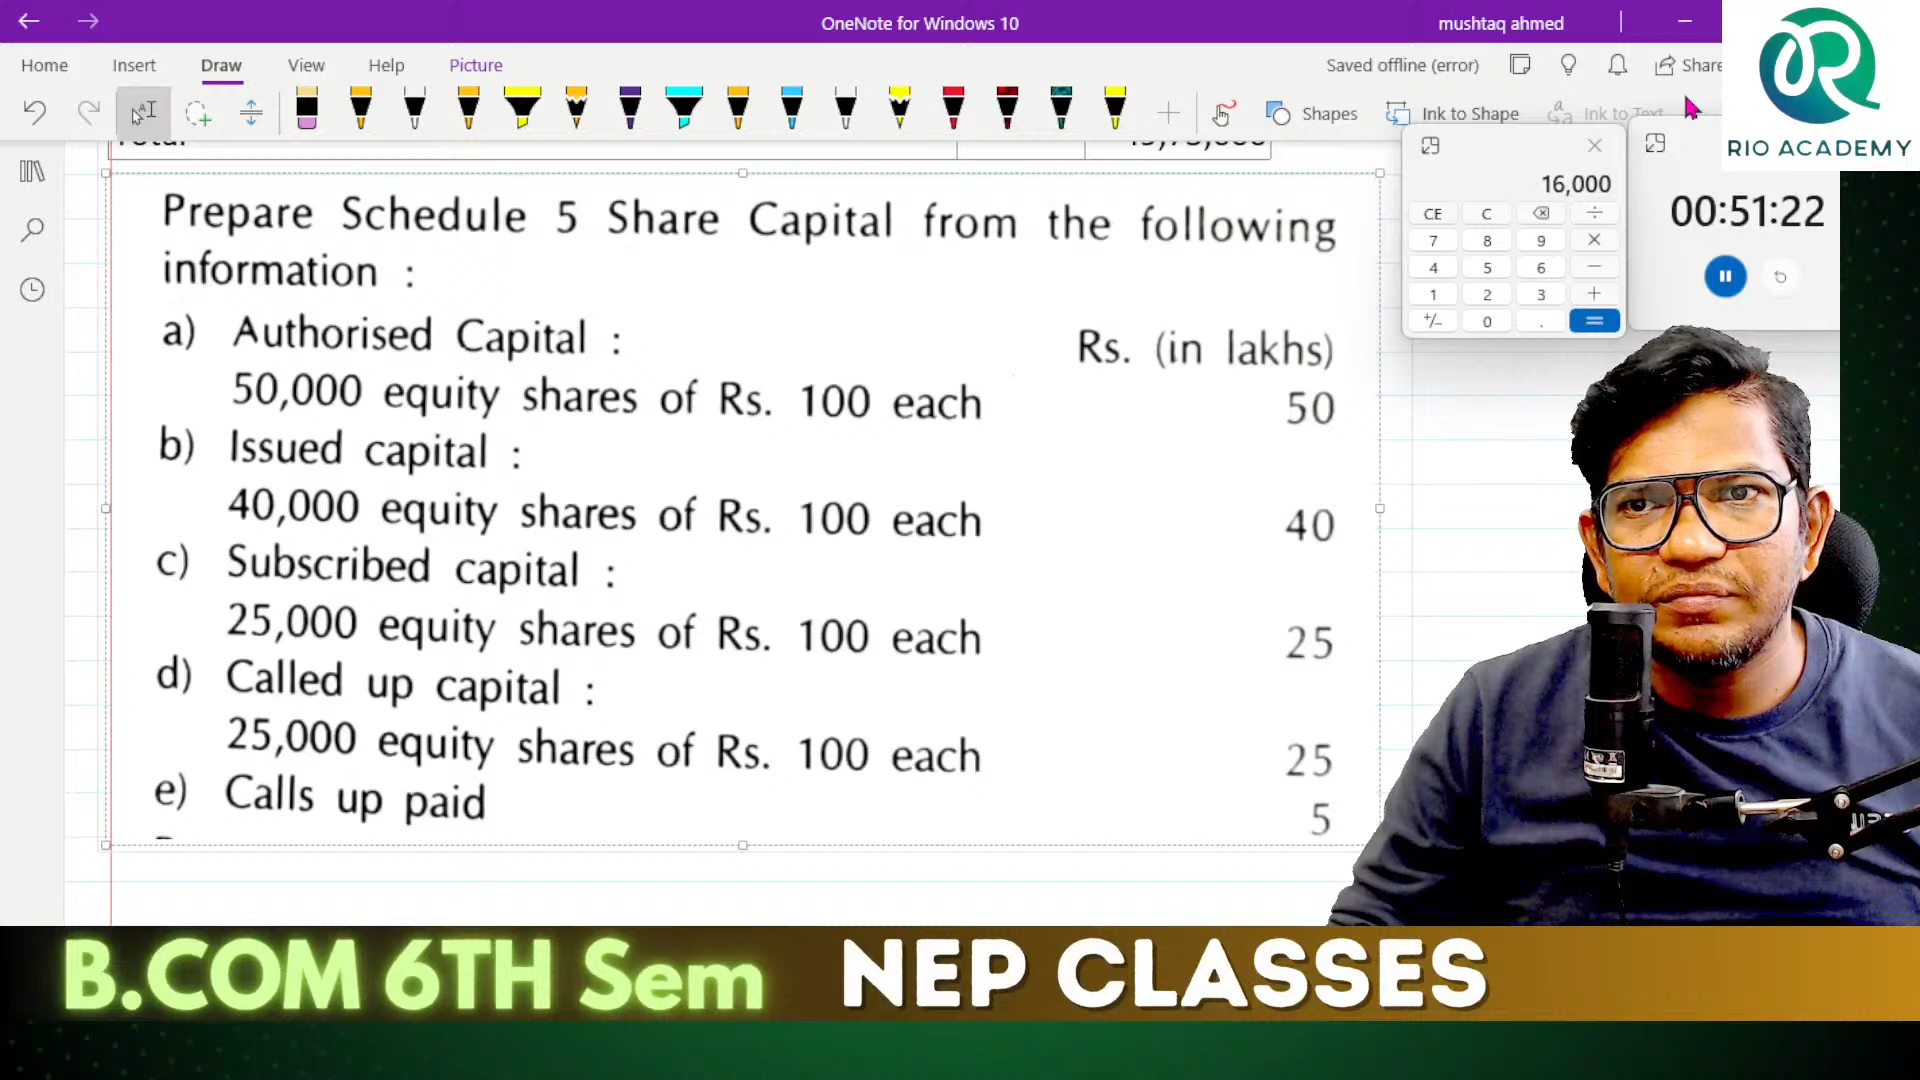 OneNote for Windows 10
mushtaq ahmed
Home Insert Draw View Help Picture
Saved offline (error)
Share
Shapes
Ink to Shape
Ink to Text
RIO ACADEMY
Total
Prepare Schedule 5 Share Capital from the following
information :
a) Authorised Capital : Rs. (in lakhs)
50,000 equity shares of Rs. 100 each 50
b) Issued capital :
40,000 equity shares of Rs. 100 each 40
c) Subscribed capital :
25,000 equity shares of Rs. 100 each 25
d) Called up capital :
25,000 equity shares of Rs. 100 each 25
e) Calls up paid 5
16,000
CE C ÷
7 8 9 ×
4 5 6 −
1 2 3 +
+/− 0 . =
00:51:22
B.COM 6TH Sem NEP CLASSES